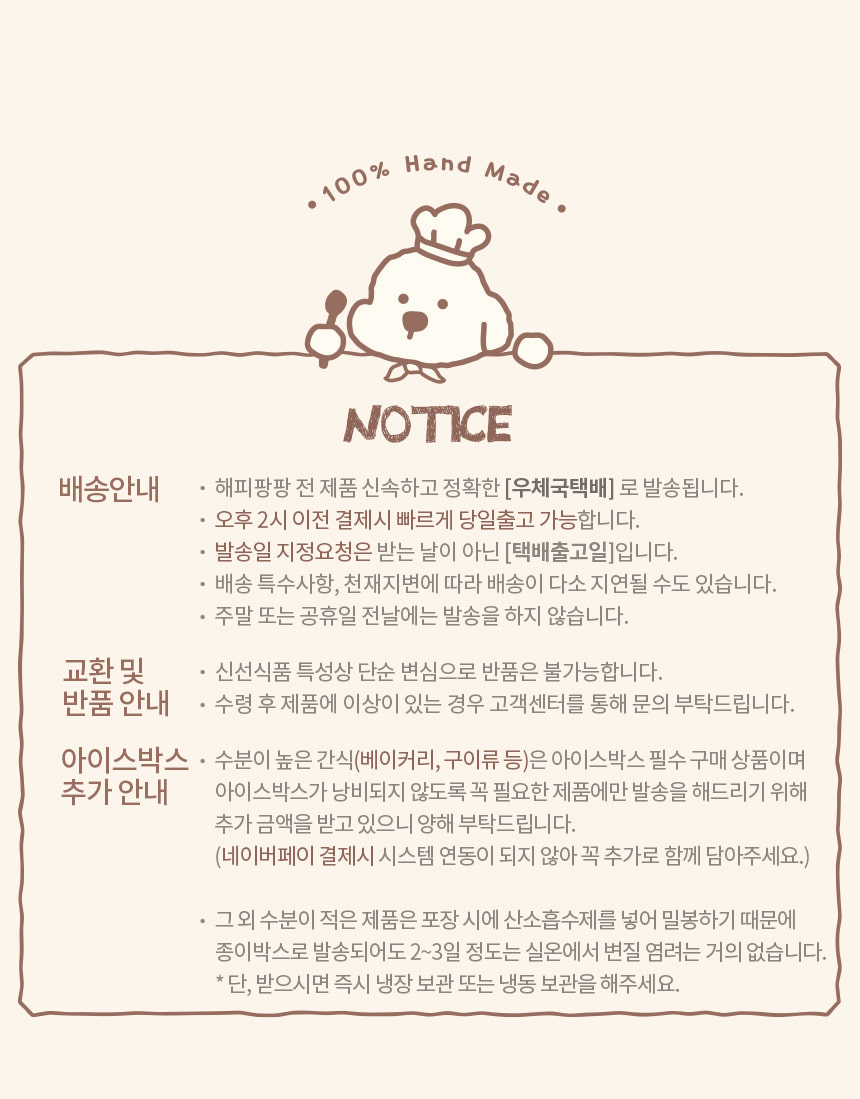 • 100% Hand Made •
NOTICE
배송안내
• 해피팡팡 전 제품 신속하고 정확한 [우체국택배] 로 발송됩니다.
• 오후 2시 이전 결제시 빠르게 당일출고 가능합니다.
• 발송일 지정요청은 받는 날이 아닌 [택배출고일]입니다.
• 배송 특수사항, 천재지변에 따라 배송이 다소 지연될 수도 있습니다.
• 주말 또는 공휴일 전날에는 발송을 하지 않습니다.
교환 및
반품 안내
• 신선식품 특성상 단순 변심으로 반품은 불가능합니다.
• 수령 후 제품에 이상이 있는 경우 고객센터를 통해 문의 부탁드립니다.
아이스박스
추가 안내
• 수분이 높은 간식(베이커리, 구이류 등)은 아이스박스 필수 구매 상품이며
아이스박스가 낭비되지 않도록 꼭 필요한 제품에만 발송을 해드리기 위해
추가 금액을 받고 있으니 양해 부탁드립니다.
(네이버페이 결제시 시스템 연동이 되지 않아 꼭 추가로 함께 담아주세요.)
• 그 외 수분이 적은 제품은 포장 시에 산소흡수제를 넣어 밀봉하기 때문에
종이박스로 발송되어도 2~3일 정도는 실온에서 변질 염려는 거의 없습니다.
* 단, 받으시면 즉시 냉장 보관 또는 냉동 보관을 해주세요.